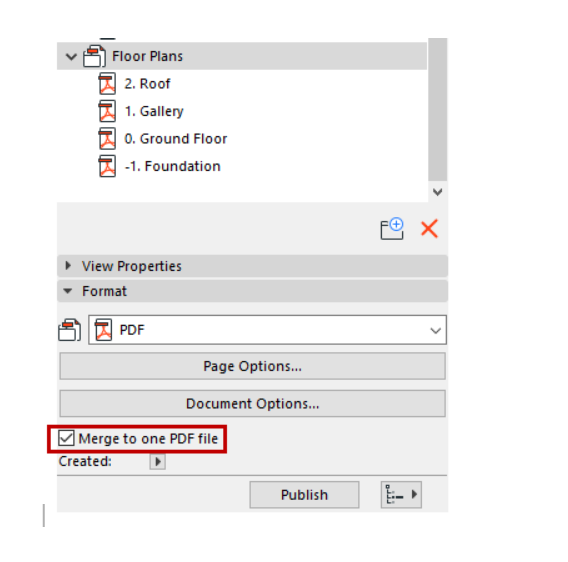 Floor Plans
2. Roof
1. Gallery
0. Ground Floor
-1. Foundation
View Properties
Format
PDF
Page Options...
Document Options...
Merge to one PDF file
Created:
Publish